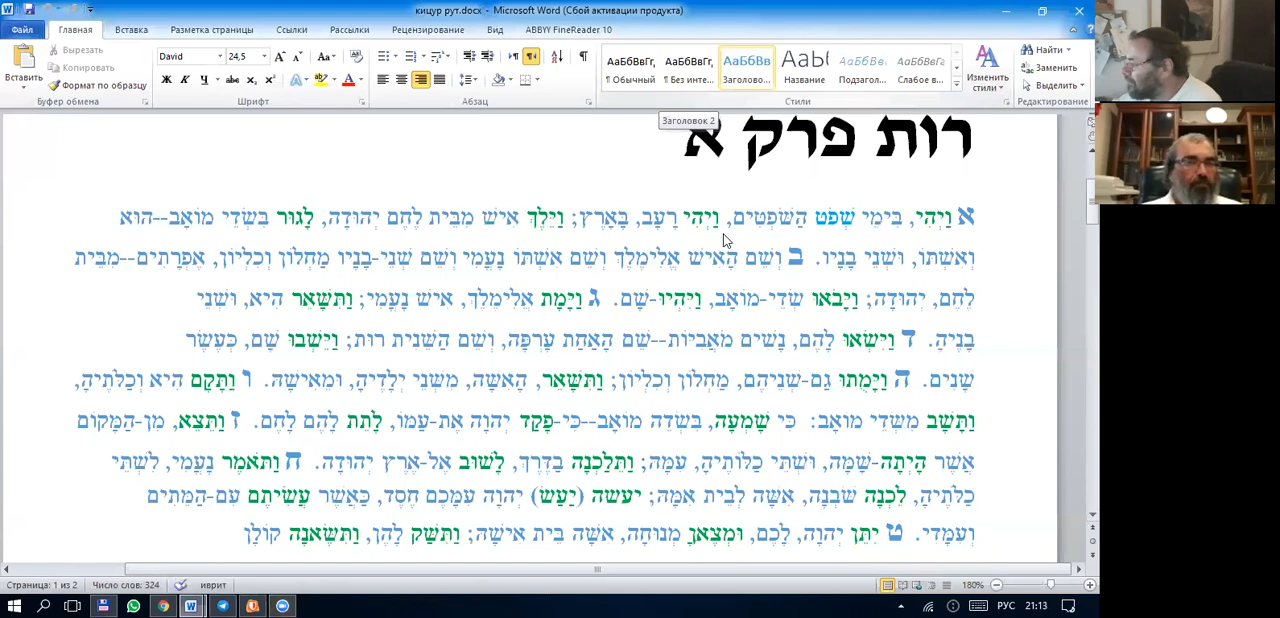 кицур рут.docx - Microsoft Word (Сбой активации продукта)
Файл Главная Вставка Разметка страницы Ссылки Рассылки Рецензирование Вид ABBYY FineReader 10
Вставить
Вырезать
Копировать
Формат по образцу
Буфер обмена
David 24,5
Ж К Ч abc
Шрифт
Абзац
АаБбВвГг, АаБбВвГг, АаБбВв АаБб АаБбВв АаБбВвГг
¶ Обычный ¶ Без инте... Заголово... Название Подзагол... Слабое в...
Стили
Изменить стили
Найти
Заменить
Выделить
Редактирование
Заголовок 2
רות פרק א
א וַיְהִי, בִּימֵי שְׁפֹט הַשֹּׁפְטִים, וַיְהִי רָעָב, בָּאָרֶץ; וַיֵּלֶךְ אִישׁ מִבֵּית לֶחֶם יְהוּדָה, לָגוּר בִּשְׂדֵי מוֹאָב--הוּא
וְאִשְׁתּוֹ, וּשְׁנֵי בָנָיו. ב וְשֵׁם הָאִישׁ אֱלִימֶלֶךְ וְשֵׁם אִשְׁתּוֹ נָעֳמִי וְשֵׁם שְׁנֵי-בָנָיו מַחְלוֹן וְכִלְיוֹן, אֶפְרָתִים--מִבֵּית
לֶחֶם, יְהוּדָה; וַיָּבֹאוּ שְׂדֵי-מוֹאָב, וַיִּהְיוּ-שָׁם. ג וַיָּמָת אֱלִימֶלֶךְ, אִישׁ נָעֳמִי; וַתִּשָּׁאֵר הִיא, וּשְׁנֵי
בָנֶיהָ. ד וַיִּשְׂאוּ לָהֶם, נָשִׁים מֹאֲבִיּוֹת--שֵׁם הָאַחַת עָרְפָּה, וְשֵׁם הַשֵּׁנִית רוּת; וַיֵּשְׁבוּ שָׁם, כְּעֶשֶׂר
שָׁנִים. ה וַיָּמֻתוּ גַם-שְׁנֵיהֶם, מַחְלוֹן וְכִלְיוֹן; וַתִּשָּׁאֵר, הָאִשָּׁה, מִשְּׁנֵי יְלָדֶיהָ, וּמֵאִישָׁהּ. ו וַתָּקָם הִיא וְכַלֹּתֶיהָ,
וַתָּשָׁב מִשְּׂדֵי מוֹאָב: כִּי שָׁמְעָה, בִּשְׂדֵה מוֹאָב--כִּי-פָקַד יְהוָה אֶת-עַמּוֹ, לָתֵת לָהֶם לָחֶם. ז וַתֵּצֵא, מִן-הַמָּקוֹם
אֲשֶׁר הָיְתָה-שָׁמָּה, וּשְׁתֵּי כַלּוֹתֶיהָ, עִמָּהּ; וַתֵּלַכְנָה בַדֶּרֶךְ, לָשׁוּב אֶל-אֶרֶץ יְהוּדָה. ח וַתֹּאמֶר נָעֳמִי, לִשְׁתֵּי
כַלֹּתֶיהָ, לֵכְנָה שֹּׁבְנָה, אִשָּׁה לְבֵית אִמָּהּ; יעשה (יַעַשׂ) יְהוָה עִמָּכֶם חֶסֶד, כַּאֲשֶׁר עֲשִׂיתֶם עִם-הַמֵּתִים
וְעִמָּדִי. ט יִתֵּן יְהוָה, לָכֶם, וּמְצֶאןָ מְנוּחָה, אִשָּׁה בֵּית אִישָׁהּ; וַתִּשַּׁק לָהֶן, וַתִּשֶּׂאנָה קוֹלָן
Страница: 1 из 2 Число слов: 324 иврит 180%
РУС 21:13